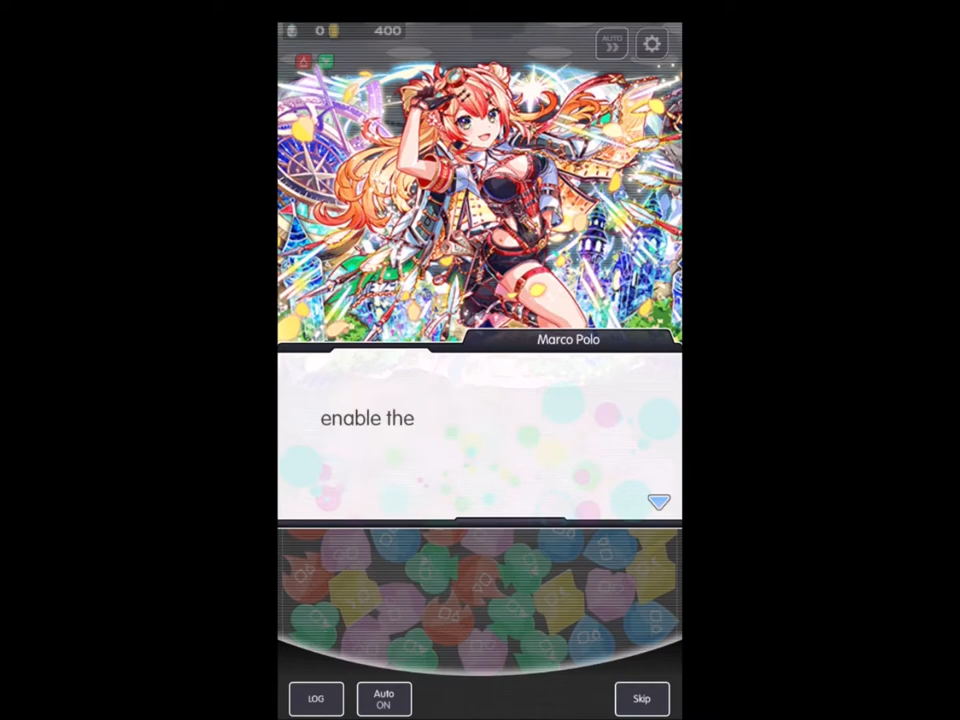 0 400
AUTO
Marco Polo
enable the
LOG
Auto
ON
Skip